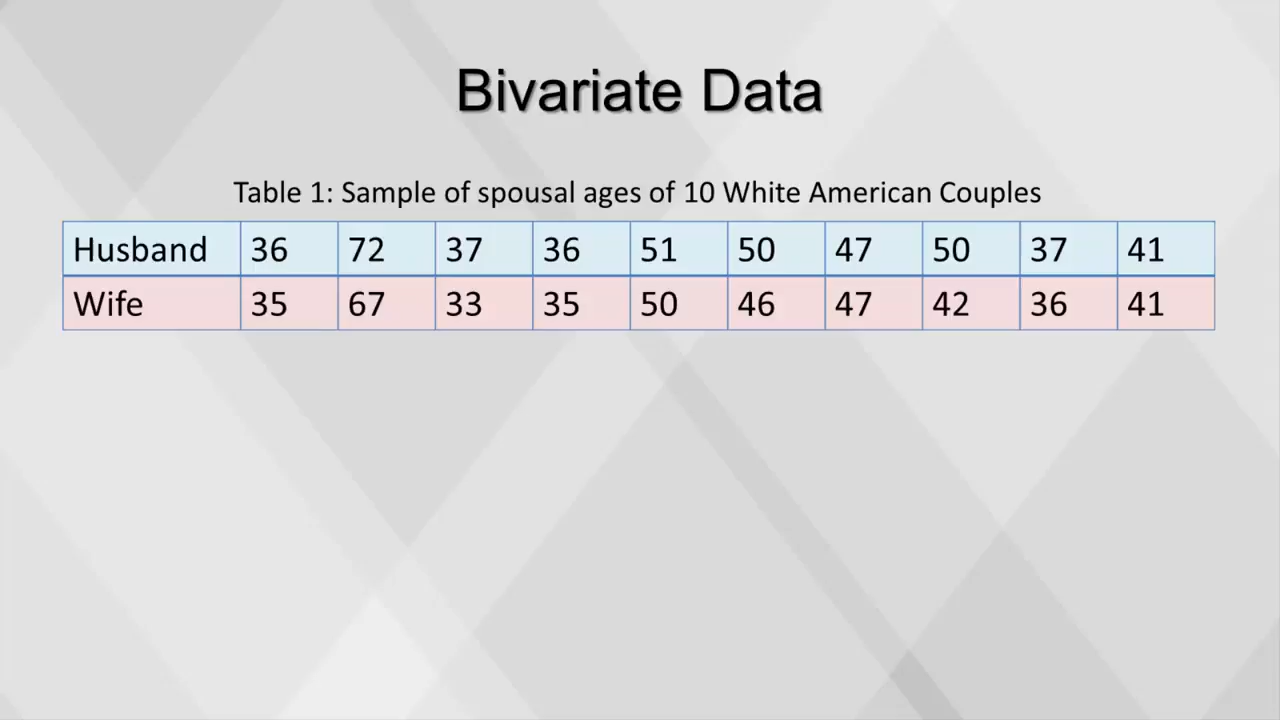 Bivariate Data
Table 1: Sample of spousal ages of 10 White American Couples
Husband 36 72 37 36 51 50 47 50 37 41
Wife 35 67 33 35 50 46 47 42 36 41